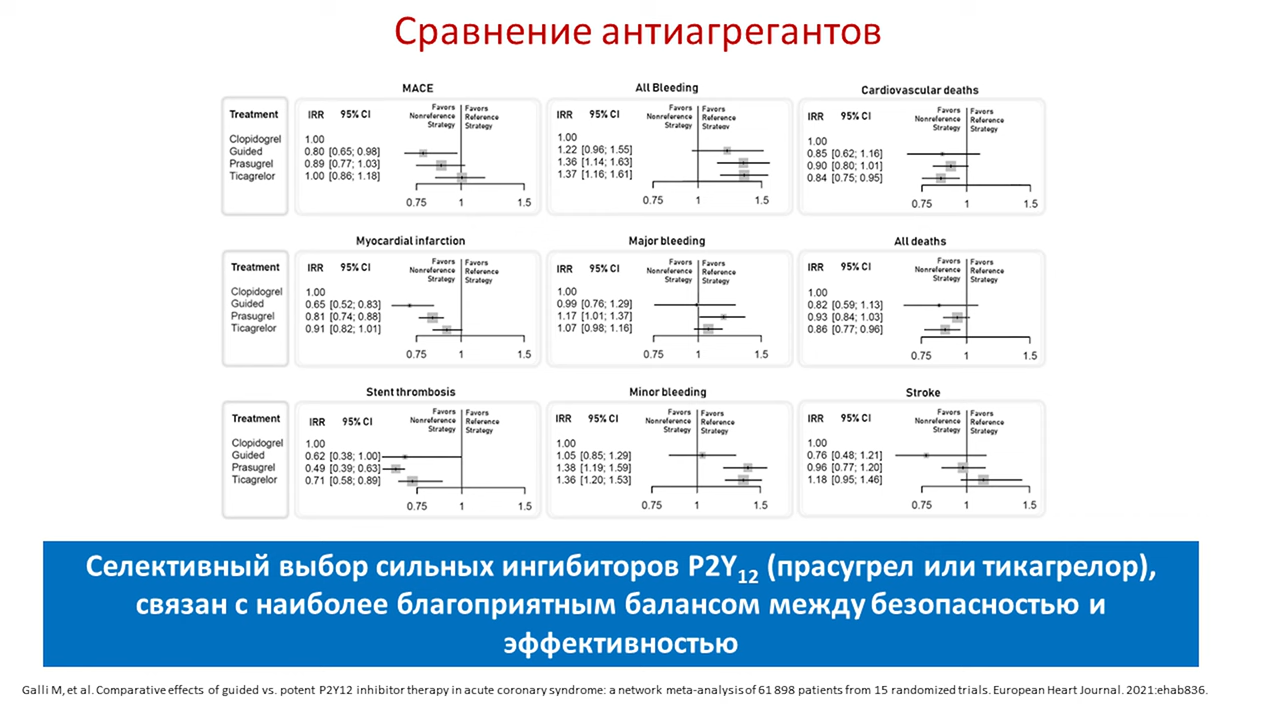 Сравнение антиагрегантов
MACE
Treatment
IRR 95% CI
Favors Nonreference Strategy
Favors Reference Strategy
Clopidogrel 1.00
Guided 0.80 [0.65; 0.98]
Prasugrel 0.89 [0.77; 1.03]
Ticagrelor 1.00 [0.86; 1.18]
0.75 1 1.5
All Bleeding
IRR 95% CI
Favors Nonreference Strategy
Favors Reference Strategy
1.00
1.22 [0.96; 1.55]
1.36 [1.14; 1.63]
1.37 [1.16; 1.61]
0.75 1 1.5
Cardiovascular deaths
IRR 95% CI
Favors Nonreference Strategy
Favors Reference Strategy
1.00
0.85 [0.62; 1.16]
0.90 [0.80; 1.01]
0.84 [0.75; 0.95]
0.75 1 1.5
Myocardial infarction
Treatment
IRR 95% CI
Favors Nonreference Strategy
Favors Reference Strategy
Clopidogrel 1.00
Guided 0.65 [0.52; 0.83]
Prasugrel 0.81 [0.74; 0.88]
Ticagrelor 0.91 [0.82; 1.01]
0.75 1 1.5
Major bleeding
IRR 95% CI
Favors Nonreference Strategy
Favors Reference Strategy
1.00
0.99 [0.76; 1.29]
1.17 [1.01; 1.37]
1.07 [0.98; 1.16]
0.75 1 1.5
All deaths
IRR 95% CI
Favors Nonreference Strategy
Favors Reference Strategy
1.00
0.82 [0.59; 1.13]
0.93 [0.84; 1.03]
0.86 [0.77; 0.96]
0.75 1 1.5
Stent thrombosis
Treatment
IRR 95% CI
Favors Nonreference Strategy
Favors Reference Strategy
Clopidogrel 1.00
Guided 0.62 [0.38; 1.00]
Prasugrel 0.49 [0.39; 0.63]
Ticagrelor 0.71 [0.58; 0.89]
0.75 1 1.5
Minor bleeding
IRR 95% CI
Favors Nonreference Strategy
Favors Reference Strategy
1.00
1.05 [0.85; 1.29]
1.38 [1.19; 1.59]
1.36 [1.20; 1.53]
0.75 1 1.5
Stroke
IRR 95% CI
Favors Nonreference Strategy
Favors Reference Strategy
1.00
0.76 [0.48; 1.21]
0.96 [0.77; 1.20]
1.18 [0.95; 1.46]
0.75 1 1.5
Селективный выбор сильных ингибиторов P2Y12 (прасугрел или тикагрелор),
связан с наиболее благоприятным балансом между безопасностью и
эффективностью
Galli M, et al. Comparative effects of guided vs. potent P2Y12 inhibitor therapy in acute coronary syndrome: a network meta-analysis of 61 898 patients from 15 randomized trials. European Heart Journal. 2021:ehab836.